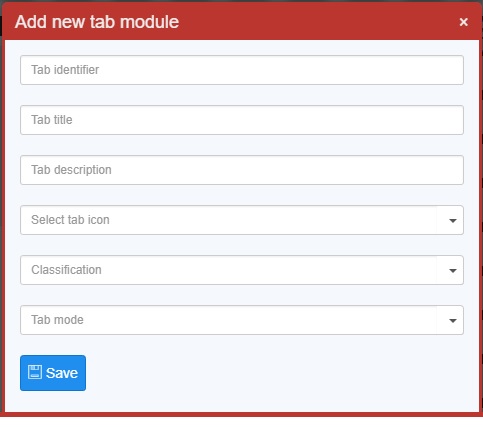 Add new tab module ×
Tab identifier
Tab title
Tab description
Select tab icon
Classification
Tab mode
Save